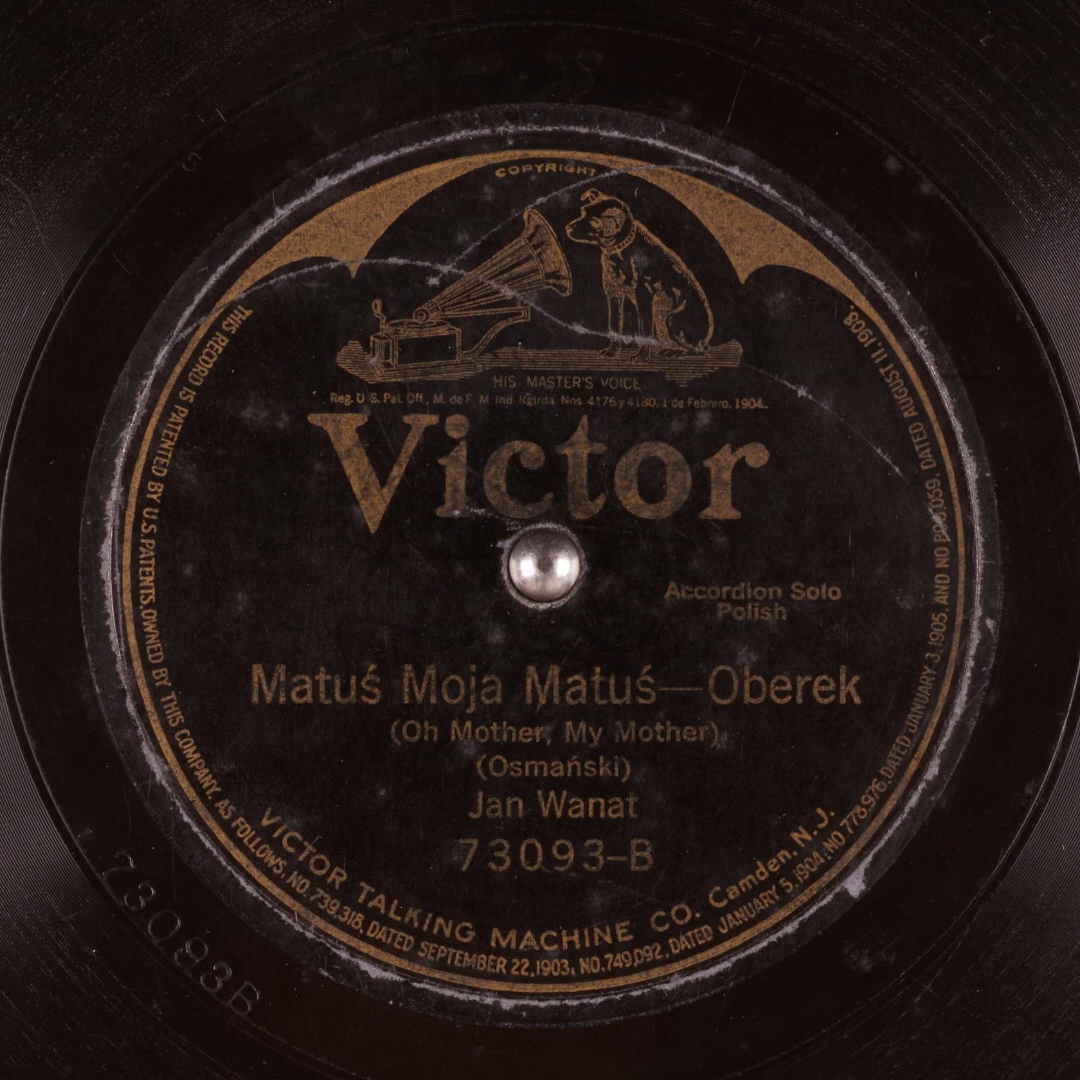 COPYRIGHT
HIS MASTER'S VOICE
Reg. U.S. Pat. Off., M. de F. M. Ind. Ngtrda. Nos. 4176 y 4180. 1 de Febrero, 1904.
Victor
Accordion Solo
Polish
Matuś Moja Matuś—Oberek
(Oh Mother, My Mother)
(Osmański)
Jan Wanat
73093-B
VICTOR TALKING MACHINE CO. Camden, N. J.
THIS RECORD IS PATENTED BY U.S. PATENTS, OWNED BY THIS COMPANY AS FOLLOWS, NO. 739,318, DATED SEPTEMBER 22, 1903, NO. 749,092, DATED JANUARY 5, 1904, NO. 778,976, DATED JANUARY 3, 1905, AND NO DATED AUGUST 11, 1908.
73093B